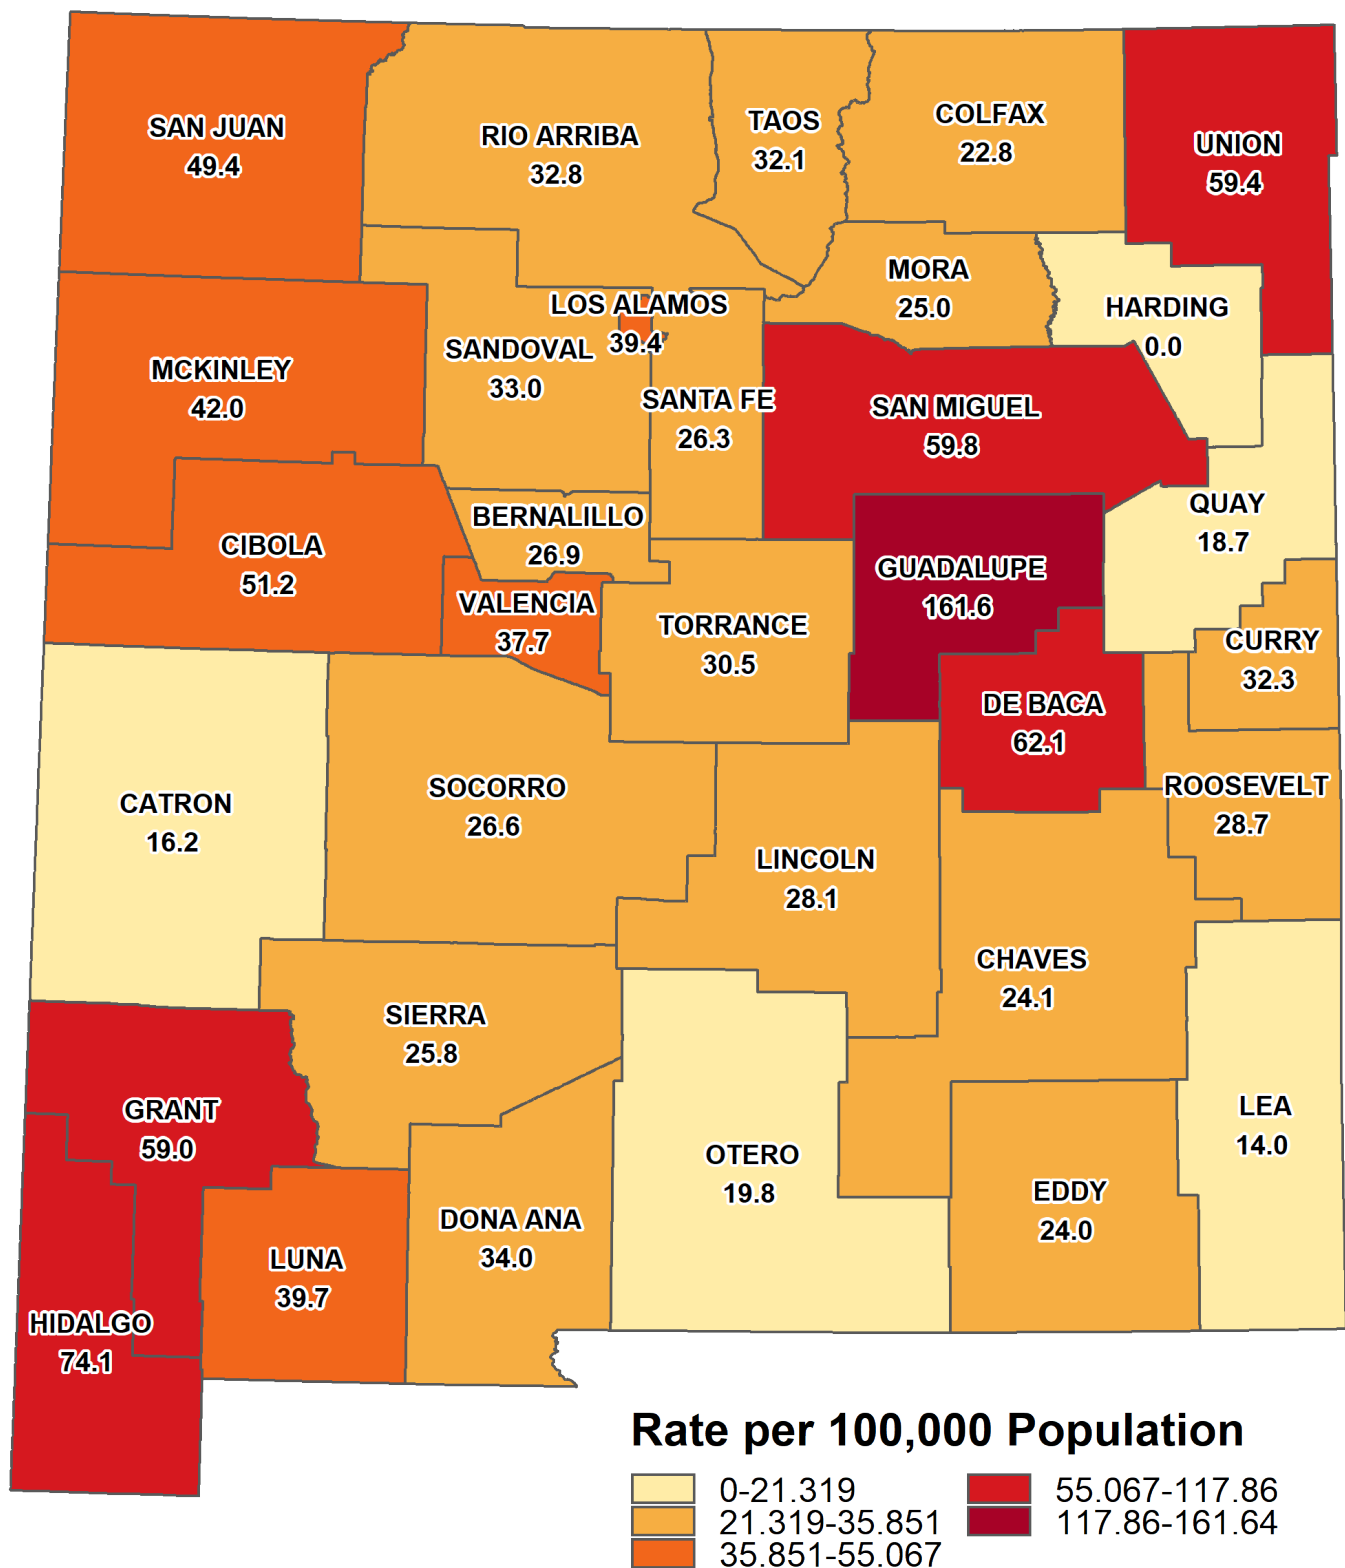 SAN JUAN
49.4
RIO ARRIBA
32.8
TAOS
32.1
COLFAX
22.8
UNION
59.4
MORA
25.0
HARDING
0.0
LOS ALAMOS
39.4
SANDOVAL
33.0
MCKINLEY
42.0
SANTA FE
26.3
SAN MIGUEL
59.8
QUAY
18.7
BERNALILLO
26.9
CIBOLA
51.2
GUADALUPE
161.6
VALENCIA
37.7
TORRANCE
30.5
CURRY
32.3
DE BACA
62.1
CATRON
16.2
SOCORRO
26.6
ROOSEVELT
28.7
LINCOLN
28.1
CHAVES
24.1
SIERRA
25.8
GRANT
59.0
LEA
14.0
OTERO
19.8
EDDY
24.0
DONA ANA
34.0
LUNA
39.7
HIDALGO
74.1
Rate per 100,000 Population
0-21.319
21.319-35.851
35.851-55.067
55.067-117.86
117.86-161.64